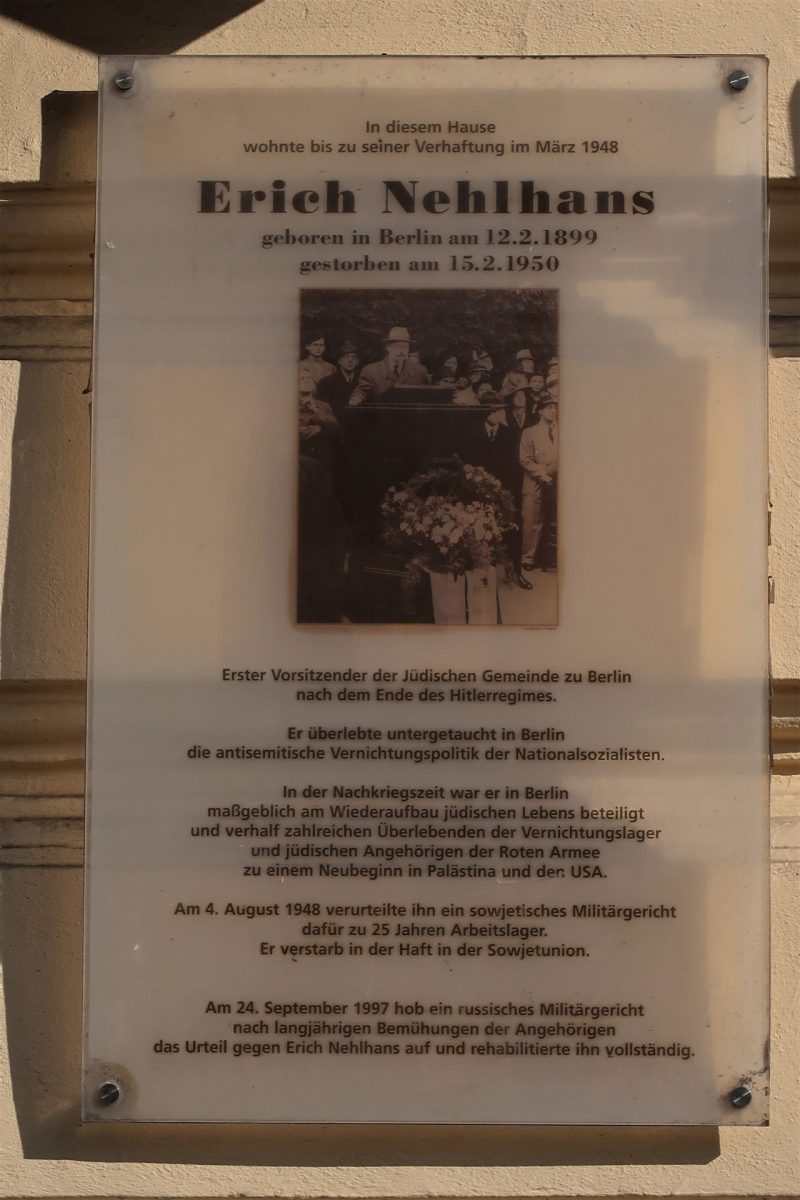 In diesem Hause
wohnte bis zu seiner Verhaftung im März 1948
Erich Nehlhans
geboren in Berlin am 12.2.1899
gestorben am 15.2.1950
Erster Vorsitzender der Jüdischen Gemeinde zu Berlin
nach dem Ende des Hitlerregimes.
Er überlebte untergetaucht in Berlin
die antisemitische Vernichtungspolitik der Nationalsozialisten.
In der Nachkriegszeit war er in Berlin
maßgeblich am Wiederaufbau jüdischen Lebens beteiligt
und verhalf zahlreichen Überlebenden der Vernichtungslager
und jüdischen Angehörigen der Roten Armee
zu einem Neubeginn in Palästina und den USA.
Am 4. August 1948 verurteilte ihn ein sowjetisches Militärgericht
dafür zu 25 Jahren Arbeitslager.
Er verstarb in der Haft in der Sowjetunion.
Am 24. September 1997 hob ein russisches Militärgericht
nach langjährigen Bemühungen der Angehörigen
das Urteil gegen Erich Nehlhans auf und rehabilitierte ihn vollständig.